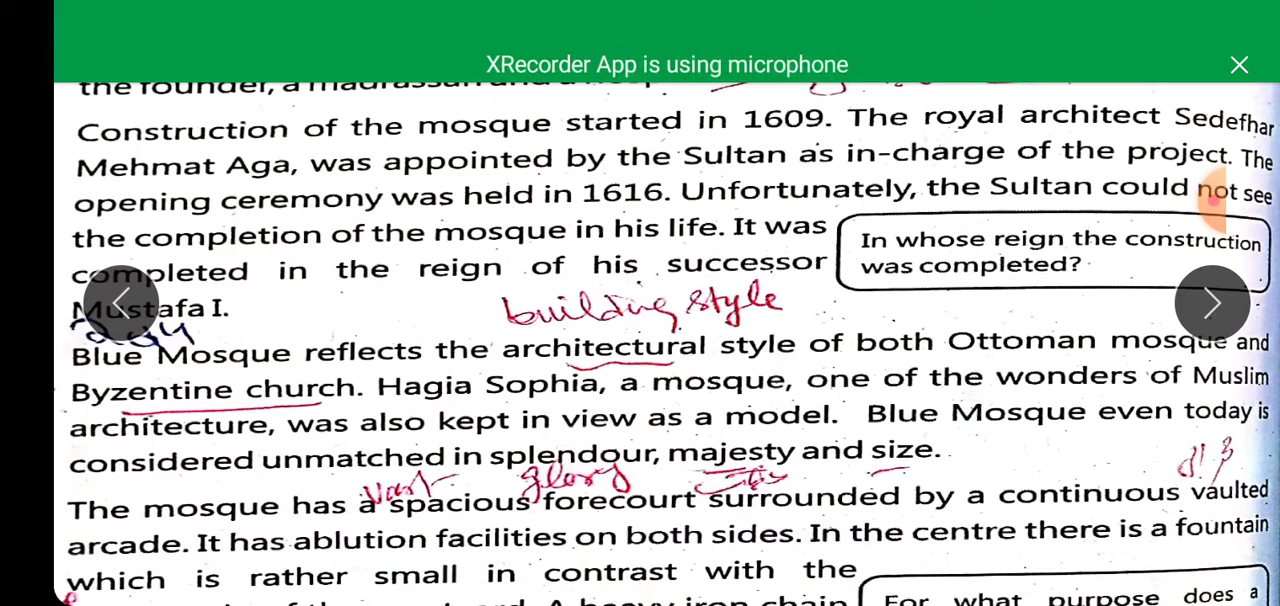 XRecorder App is using microphone
the founder, a
Construction of the mosque started in 1609. The royal architect Sedefhar
Mehmat Aga, was appointed by the Sultan as in-charge of the project. The
opening ceremony was held in 1616. Unfortunately, the Sultan could not see
the completion of the mosque in his life. It was
completed in the reign of his successor
Mustafa I.
In whose reign the construction
was completed?
building style
Blue Mosque reflects the architectural style of both Ottoman mosque and
Byzentine church. Hagia Sophia, a mosque, one of the wonders of Muslim
architecture, was also kept in view as a model. Blue Mosque even today is
considered unmatched in splendour, majesty and size.
vast glory
The mosque has a spacious forecourt surrounded by a continuous vaulted
arcade. It has ablution facilities on both sides. In the centre there is a fountain
which is rather small in contrast with the
A heavy iron chain
For what purpose does a